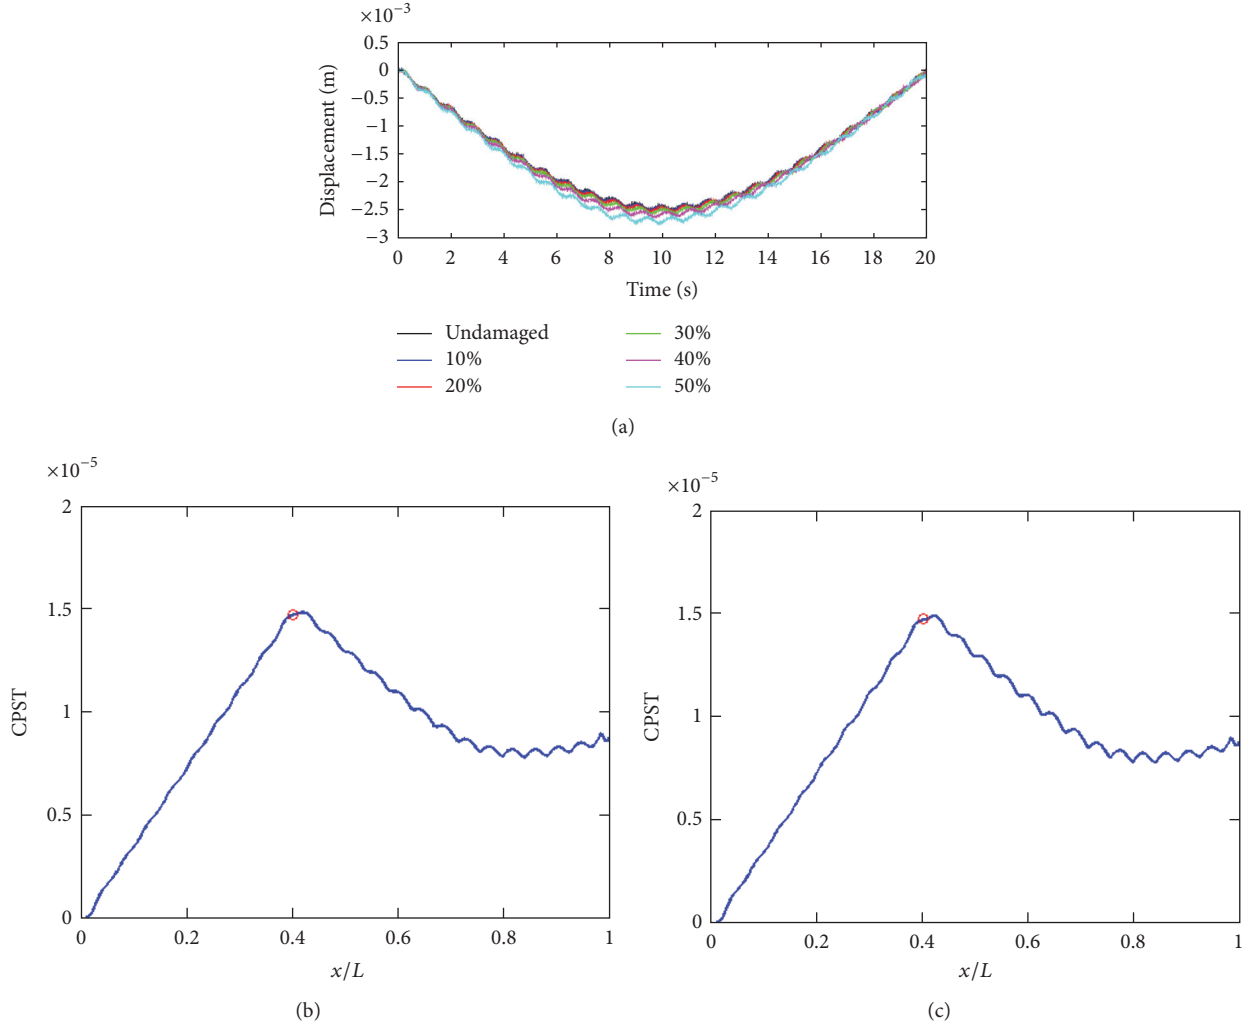 ×10⁻³
0.5
0
−0.5
−1
−1.5
−2
−2.5
−3
Displacement (m)
0 2 4 6 8 10 12 14 16 18 20
Time (s)
Undamaged 30%
10% 40%
20% 50%
(a)
×10⁻⁵
2
1.5
1
0.5
0
CPST
0 0.2 0.4 0.6 0.8 1
x/L
(b)
×10⁻⁵
2
1.5
1
0.5
0
CPST
0 0.2 0.4 0.6 0.8 1
x/L
(c)